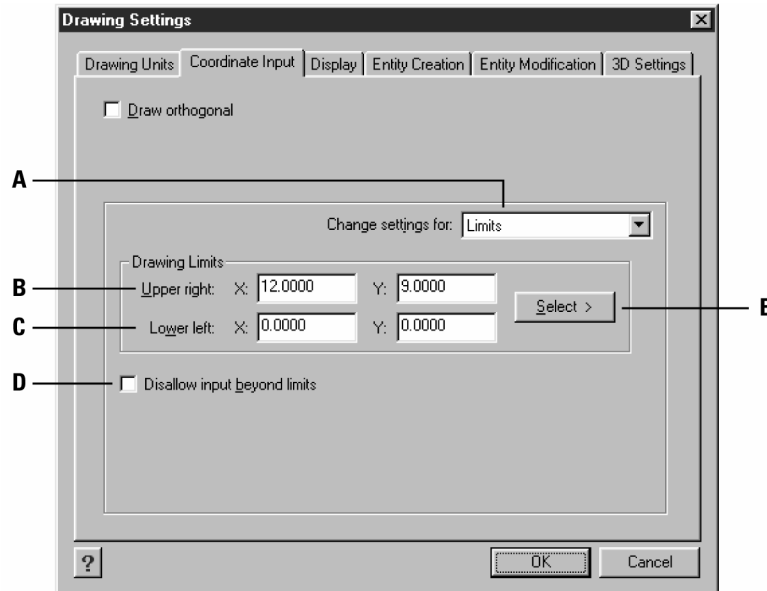 Drawing Settings
Drawing Units Coordinate Input Display Entity Creation Entity Modification 3D Settings
Draw orthogonal
A
Change settings for: Limits
Drawing Limits
B Upper right: X: 12.0000 Y: 9.0000
Select >
E
C Lower left: X: 0.0000 Y: 0.0000
D Disallow input beyond limits
? OK Cancel